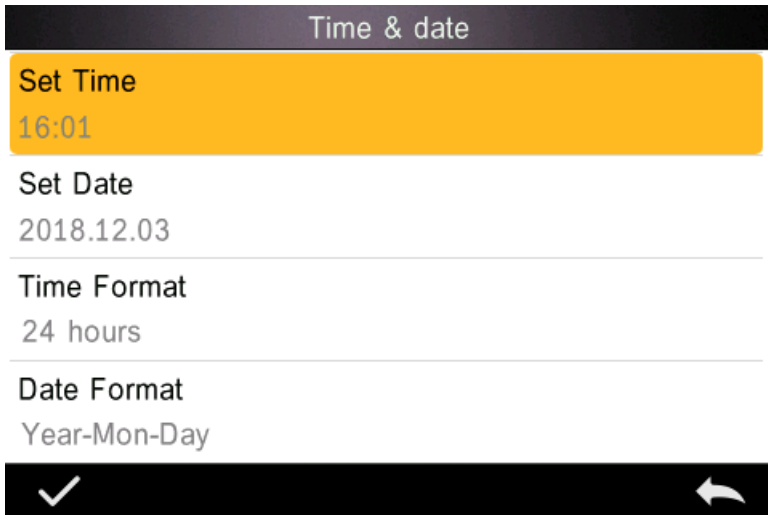 Time & date
Set Time
16:01
Set Date
2018.12.03
Time Format
24 hours
Date Format
Year-Mon-Day